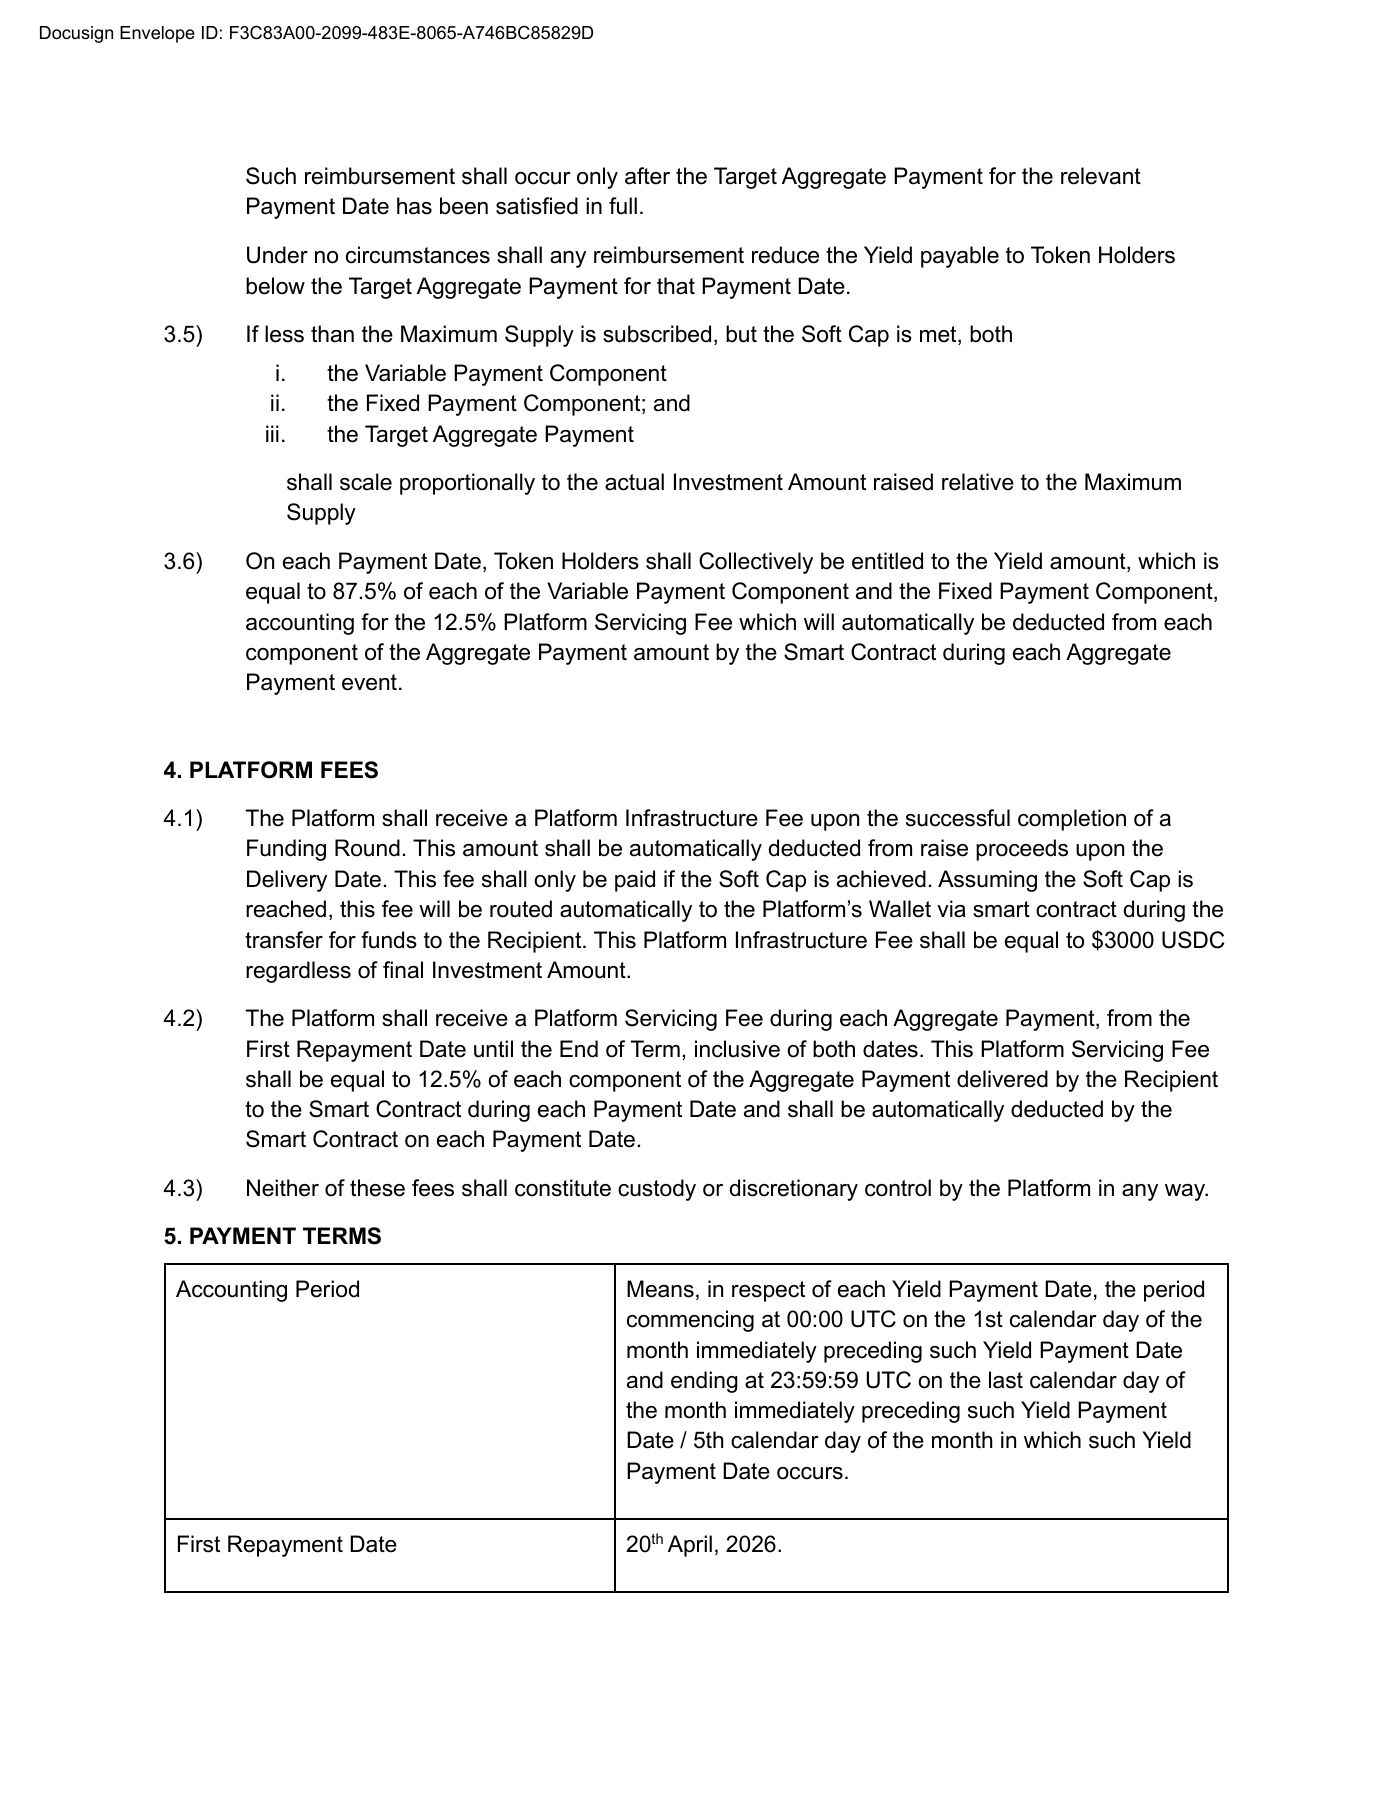 Docusign Envelope ID: F3C83A00-2099-483E-8065-A746BC85829D
Such reimbursement shall occur only after the Target Aggregate Payment for the relevant
Payment Date has been satisfied in full.
Under no circumstances shall any reimbursement reduce the Yield payable to Token Holders
below the Target Aggregate Payment for that Payment Date.
3.5) If less than the Maximum Supply is subscribed, but the Soft Cap is met, both
i. the Variable Payment Component
ii. the Fixed Payment Component; and
iii. the Target Aggregate Payment
shall scale proportionally to the actual Investment Amount raised relative to the Maximum
Supply
3.6) On each Payment Date, Token Holders shall Collectively be entitled to the Yield amount, which is
equal to 87.5% of each of the Variable Payment Component and the Fixed Payment Component,
accounting for the 12.5% Platform Servicing Fee which will automatically be deducted from each
component of the Aggregate Payment amount by the Smart Contract during each Aggregate
Payment event.
4. PLATFORM FEES
4.1) The Platform shall receive a Platform Infrastructure Fee upon the successful completion of a
Funding Round. This amount shall be automatically deducted from raise proceeds upon the
Delivery Date. This fee shall only be paid if the Soft Cap is achieved. Assuming the Soft Cap is
reached, this fee will be routed automatically to the Platform’s Wallet via smart contract during the
transfer for funds to the Recipient. This Platform Infrastructure Fee shall be equal to $3000 USDC
regardless of final Investment Amount.
4.2) The Platform shall receive a Platform Servicing Fee during each Aggregate Payment, from the
First Repayment Date until the End of Term, inclusive of both dates. This Platform Servicing Fee
shall be equal to 12.5% of each component of the Aggregate Payment delivered by the Recipient
to the Smart Contract during each Payment Date and shall be automatically deducted by the
Smart Contract on each Payment Date.
4.3) Neither of these fees shall constitute custody or discretionary control by the Platform in any way.
5. PAYMENT TERMS
Accounting Period
Means, in respect of each Yield Payment Date, the period
commencing at 00:00 UTC on the 1st calendar day of the
month immediately preceding such Yield Payment Date
and ending at 23:59:59 UTC on the last calendar day of
the month immediately preceding such Yield Payment
Date / 5th calendar day of the month in which such Yield
Payment Date occurs.
First Repayment Date
20th April, 2026.